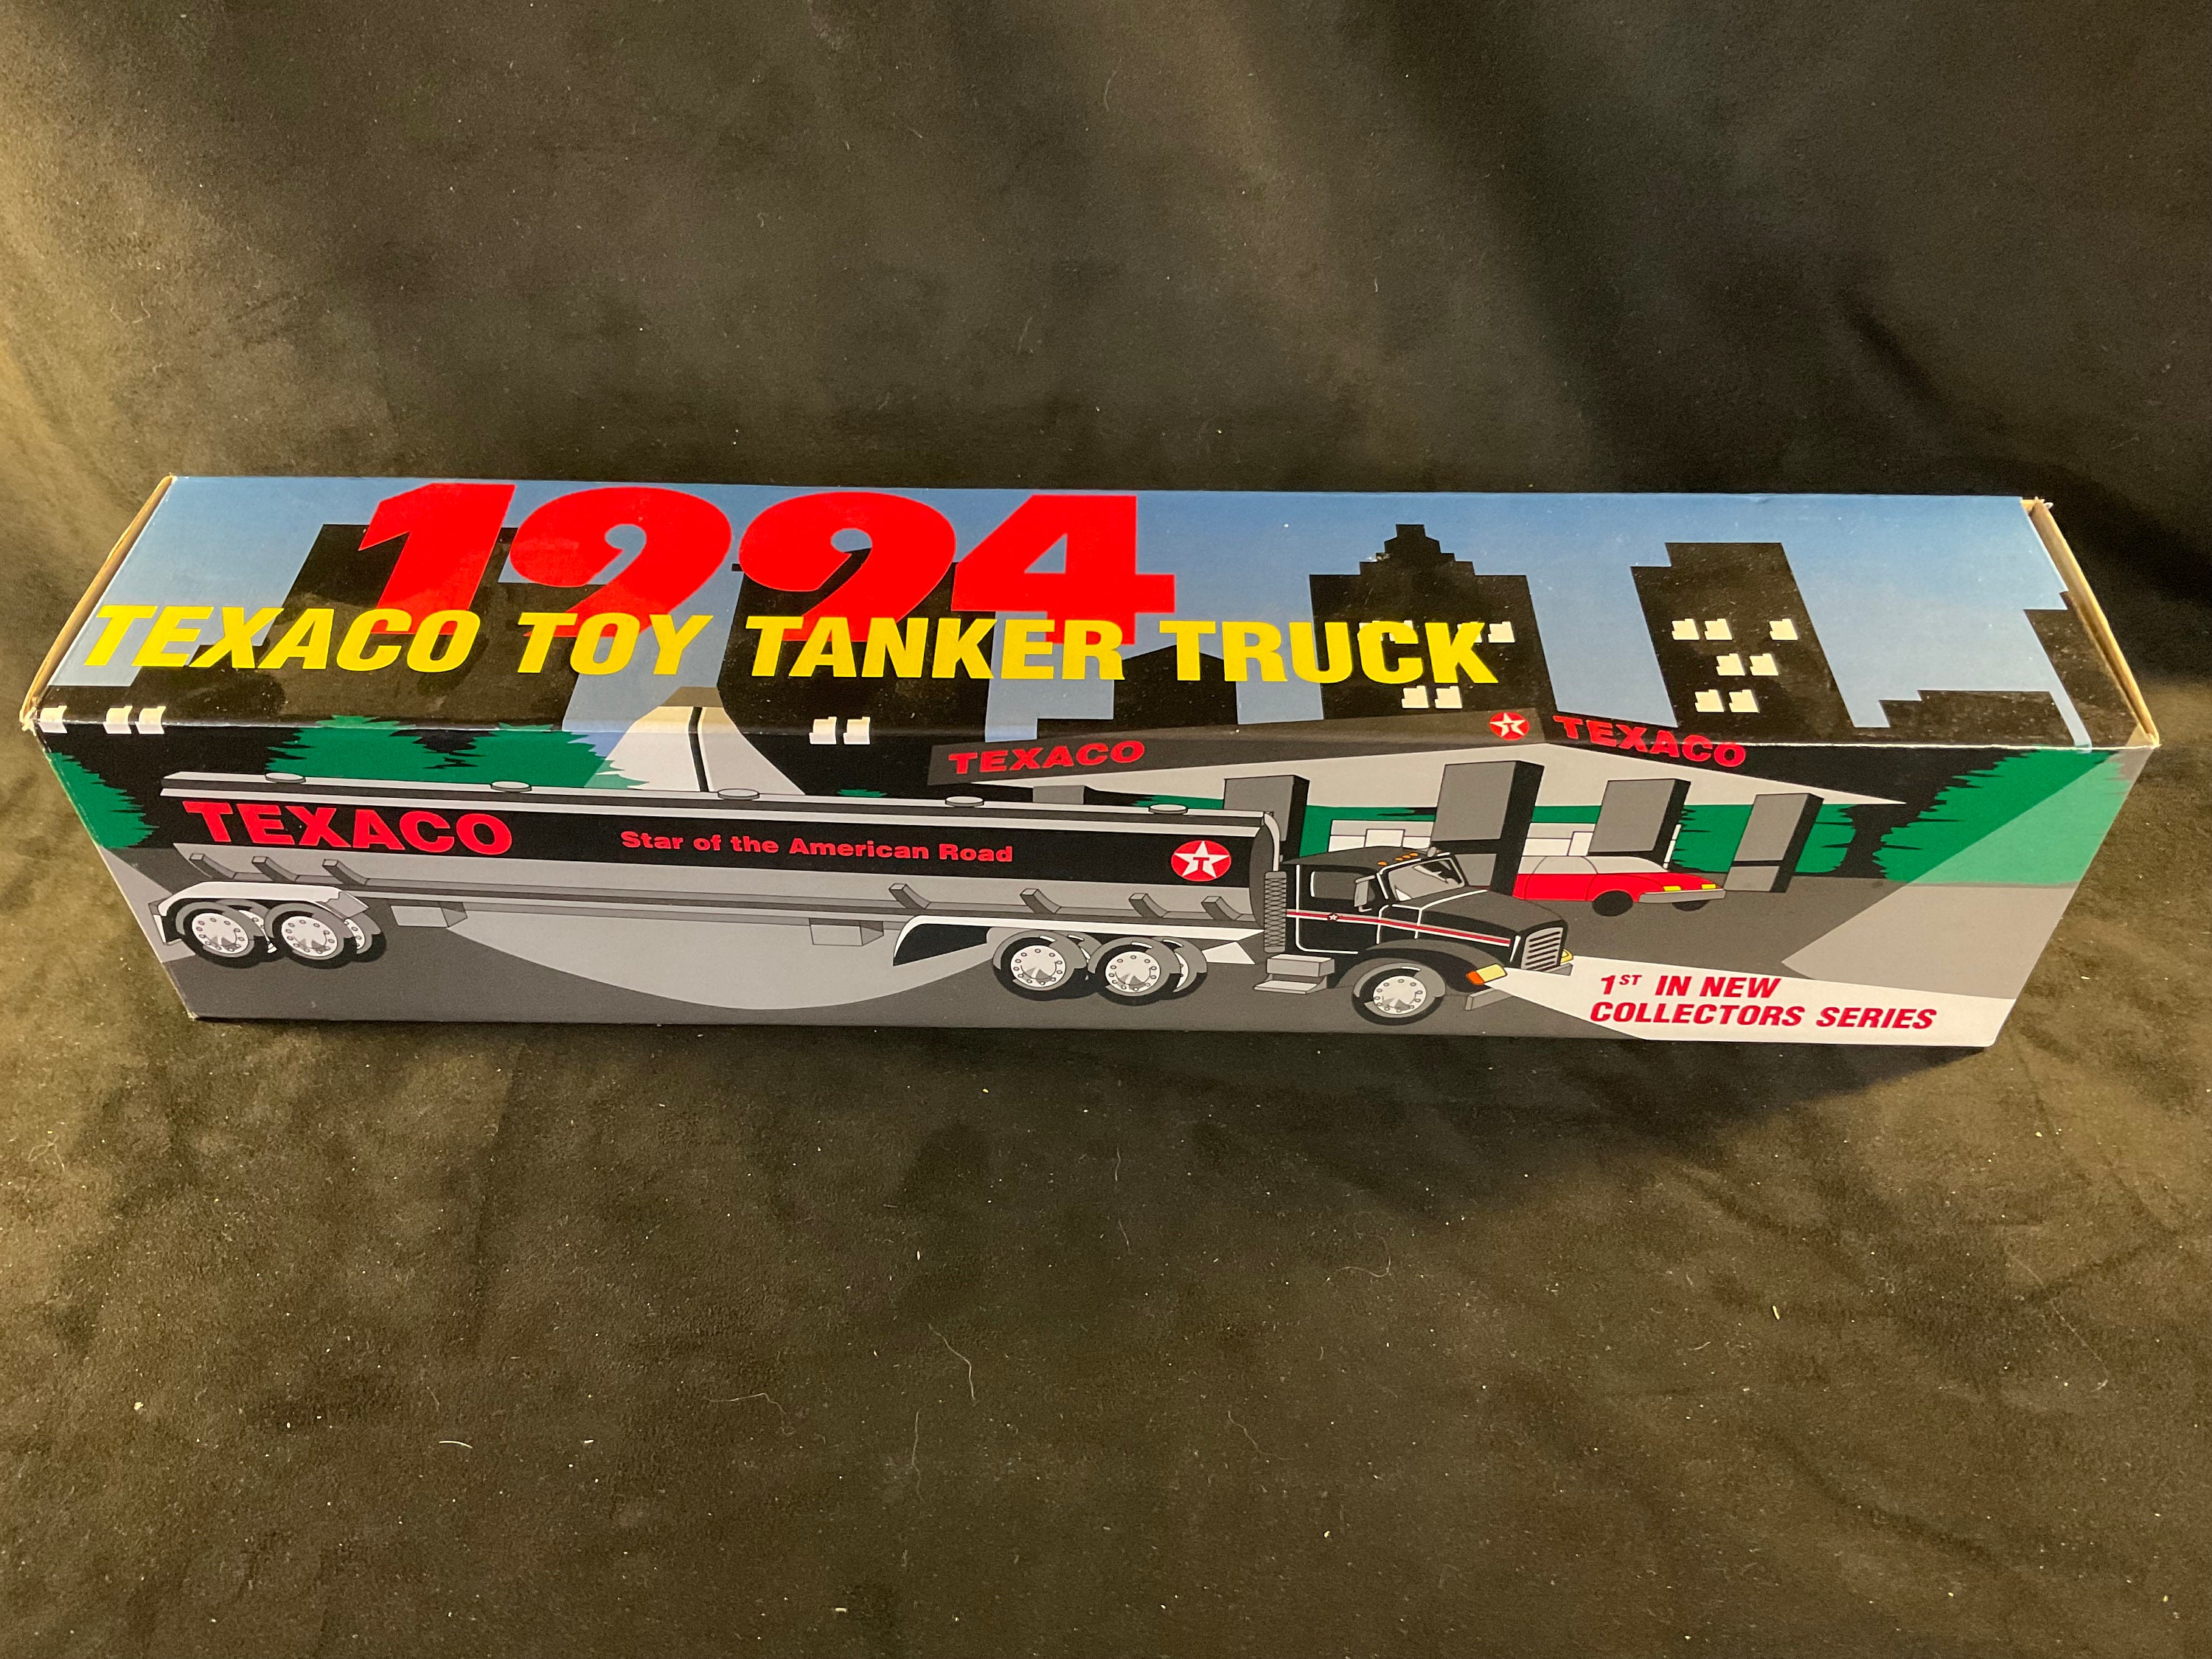 1994
TEXACO TOY TANKER TRUCK
TEXACO
TEXACO
TEXACO
Star of the American Road
T
1ST IN NEW
COLLECTORS SERIES